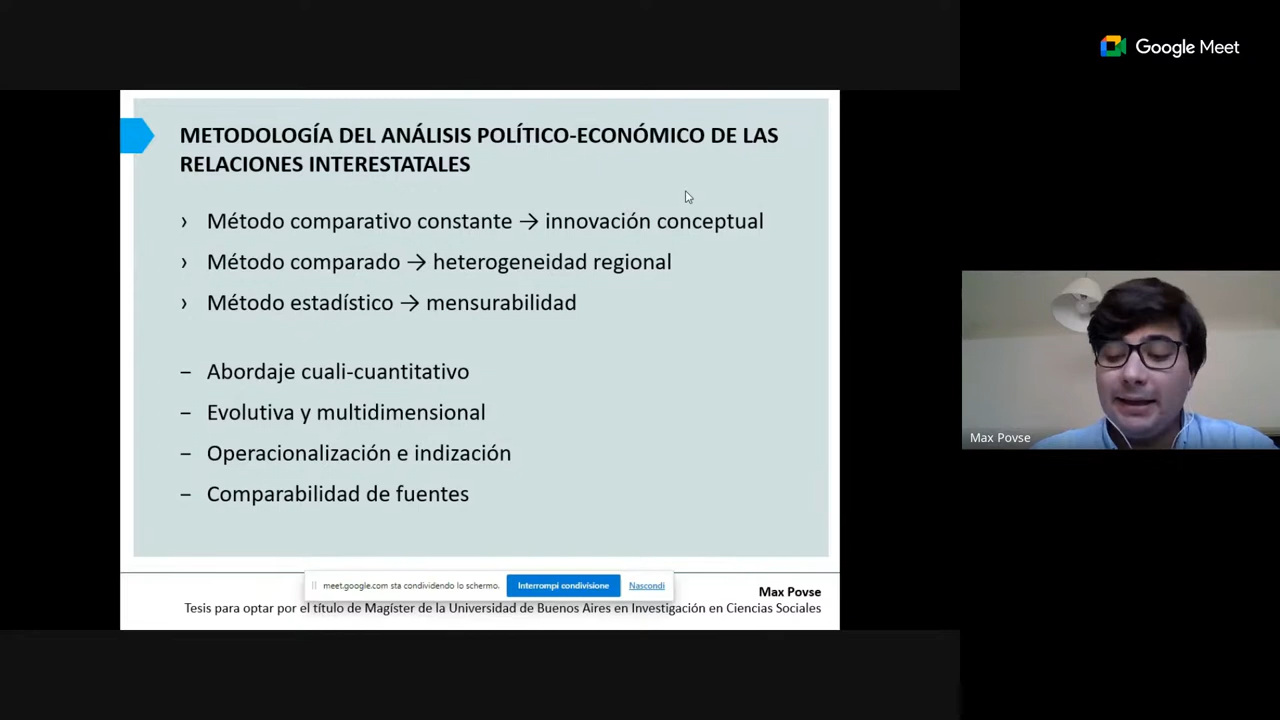 Google Meet
METODOLOGÍA DEL ANÁLISIS POLÍTICO-ECONÓMICO DE LAS
RELACIONES INTERESTATALES
› Método comparativo constante → innovación conceptual
› Método comparado → heterogeneidad regional
› Método estadístico → mensurabilidad
– Abordaje cuali-cuantitativo
– Evolutiva y multidimensional
– Operacionalización e indización
– Comparabilidad de fuentes
meet.google.com sta condividendo lo schermo. Interrompi condivisione Nascondi
Max Povse
Tesis para optar por el título de Magíster de la Universidad de Buenos Aires en Investigación en Ciencias Sociales
Max Povse